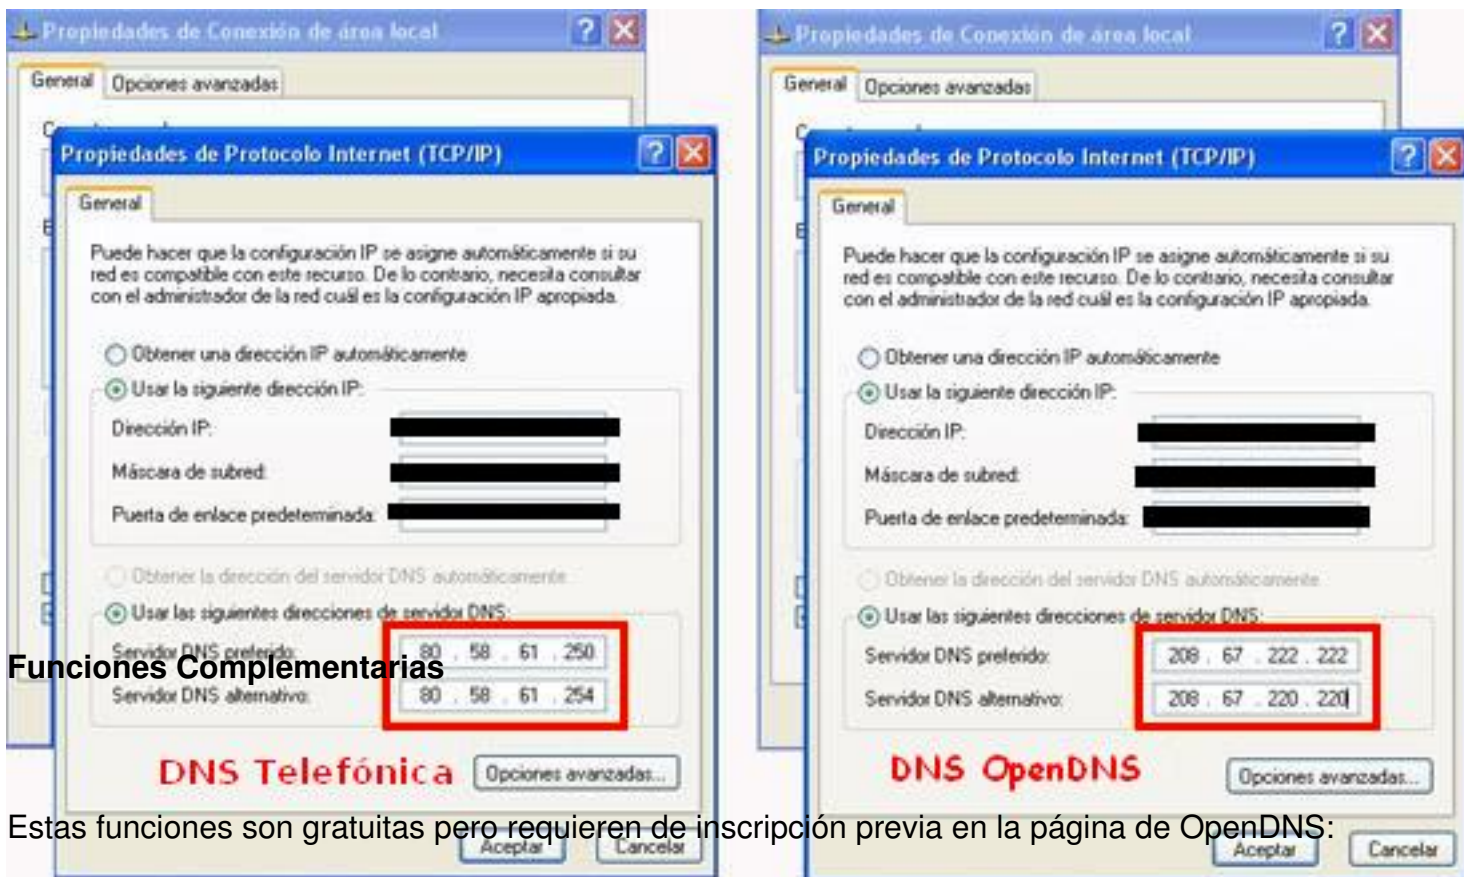 Propiedades de Conexión de área local
General Opciones avanzadas
Propiedades de Protocolo Internet (TCP/IP)
General
Puede hacer que la configuración IP se asigne automáticamente si su
red es compatible con este recurso. De lo contrario, necesita consultar
con el administrador de la red cuál es la configuración IP apropiada.
Obtener una dirección IP automáticamente
Usar la siguiente dirección IP:
Dirección IP:
Máscara de subred:
Puerta de enlace predeterminada:
Obtener la dirección del servidor DNS automáticamente
Usar las siguientes direcciones de servidor DNS:
Servidor DNS preferido: 80 . 58 . 61 . 250
Servidor DNS alternativo: 80 . 58 . 61 . 254
DNS Telefónica
Opciones avanzadas...
Aceptar Cancelar
Propiedades de Conexión de área local
General Opciones avanzadas
Propiedades de Protocolo Internet (TCP/IP)
General
Puede hacer que la configuración IP se asigne automáticamente si su
red es compatible con este recurso. De lo contrario, necesita consultar
con el administrador de la red cuál es la configuración IP apropiada.
Obtener una dirección IP automáticamente
Usar la siguiente dirección IP:
Dirección IP:
Máscara de subred:
Puerta de enlace predeterminada:
Obtener la dirección del servidor DNS automáticamente
Usar las siguientes direcciones de servidor DNS:
Servidor DNS preferido: 208 . 67 . 222 . 222
Servidor DNS alternativo: 208 . 67 . 220 . 220
DNS OpenDNS
Opciones avanzadas...
Aceptar Cancelar
Funciones Complementarias
Estas funciones son gratuitas pero requieren de inscripción previa en la página de OpenDNS: